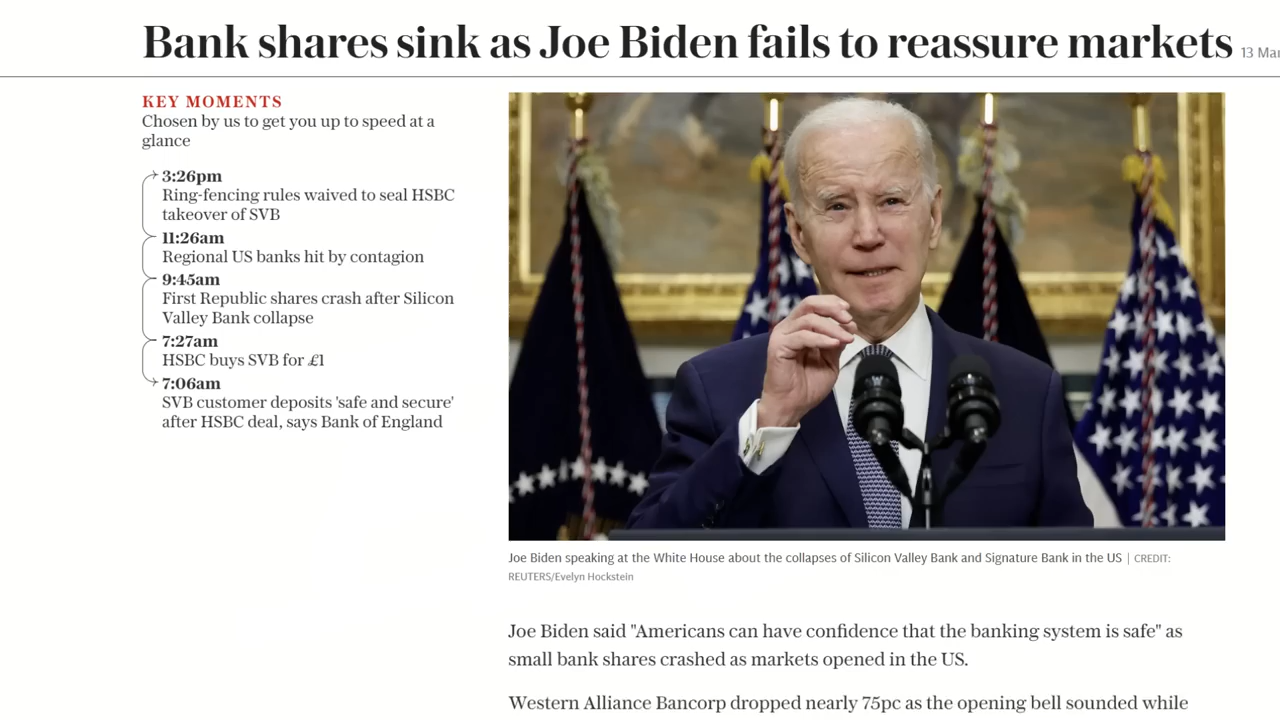 Bank shares sink as Joe Biden fails to reassure markets 13 Mar
KEY MOMENTS
Chosen by us to get you up to speed at a
glance
3:26pm
Ring-fencing rules waived to seal HSBC
takeover of SVB
11:26am
Regional US banks hit by contagion
9:45am
First Republic shares crash after Silicon
Valley Bank collapse
7:27am
HSBC buys SVB for £1
7:06am
SVB customer deposits 'safe and secure'
after HSBC deal, says Bank of England
Joe Biden speaking at the White House about the collapses of Silicon Valley Bank and Signature Bank in the US | CREDIT:
REUTERS/Evelyn Hockstein
Joe Biden said "Americans can have confidence that the banking system is safe" as
small bank shares crashed as markets opened in the US.
Western Alliance Bancorp dropped nearly 75pc as the opening bell sounded while